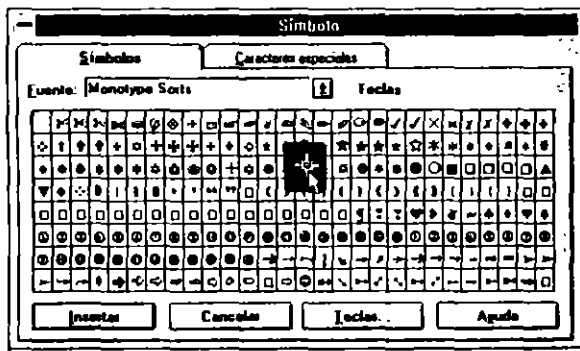 Símbolo
Símbolos Caracteres especiales
Fuente: Monotype Sorts Teclas
Insertar Cancelar Teclas... Ayuda